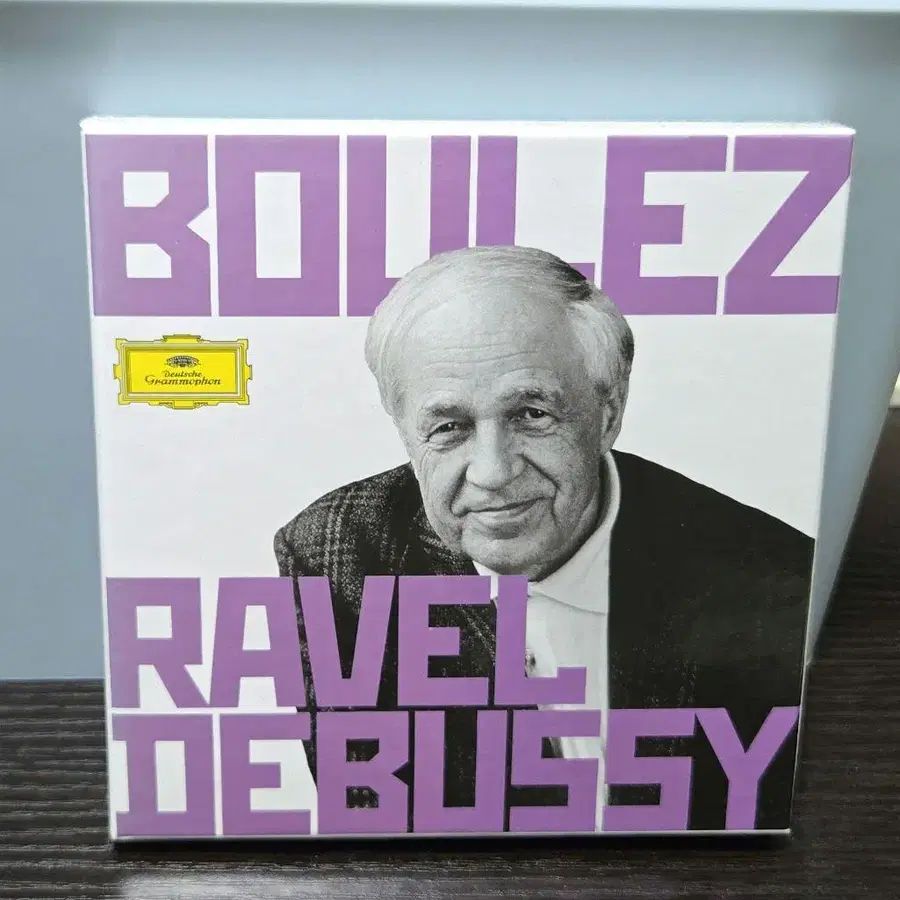 BOULEZ
Deutsche
Grammophon
RAVEL
DEBUSSY